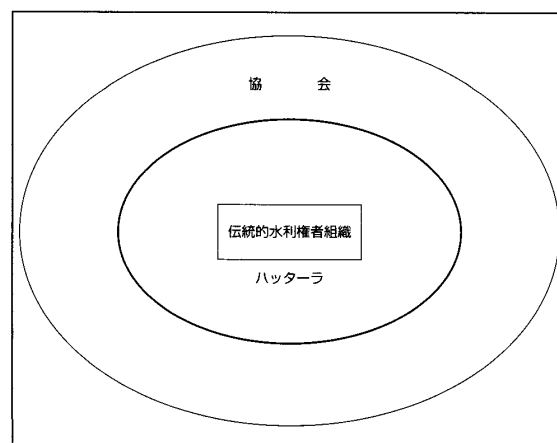 協　　会
伝統的水利権者組織
ハッターラ